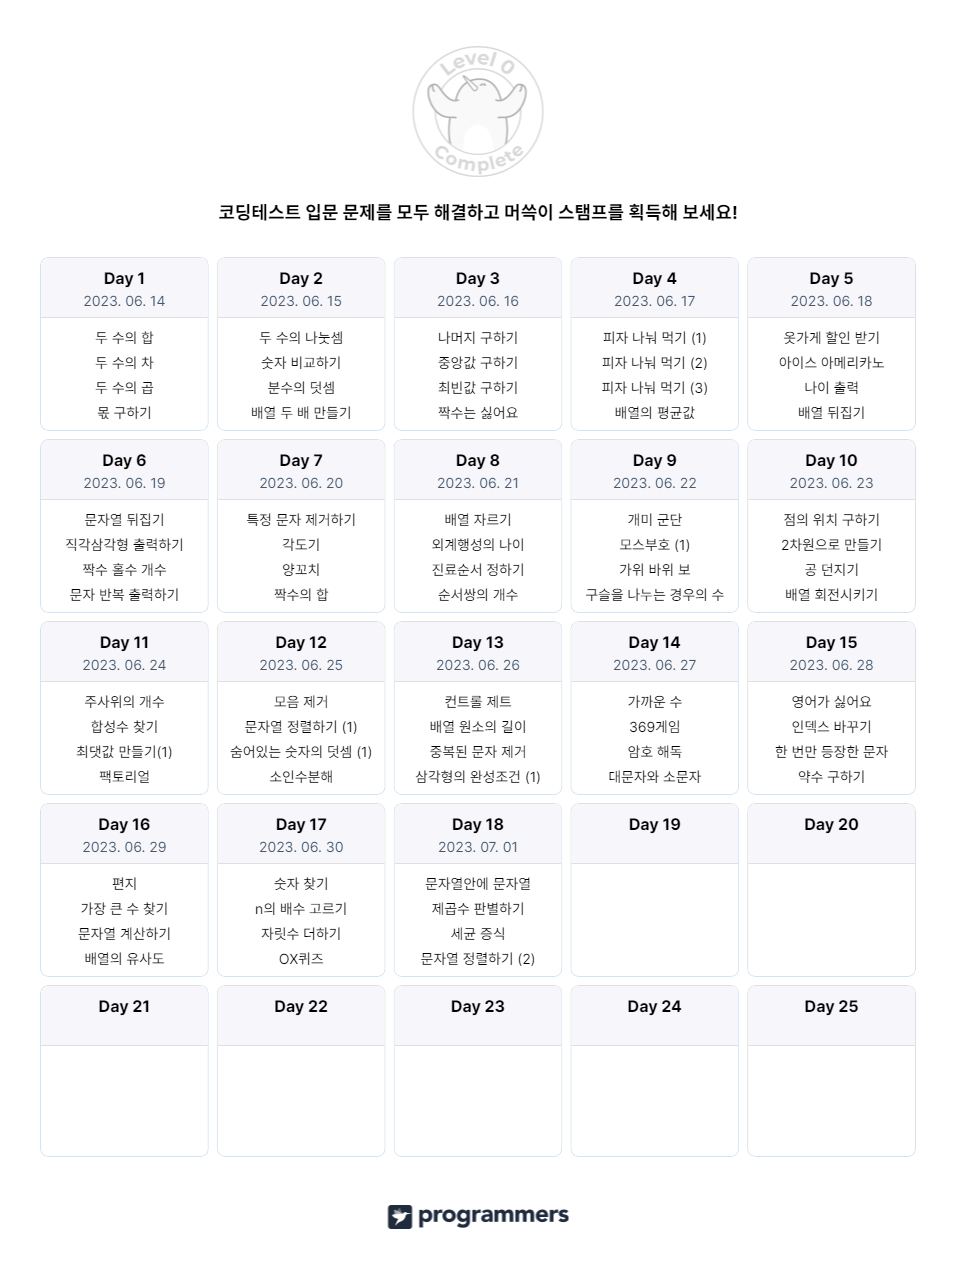 Level 0
Complete
코딩테스트 입문 문제를 모두 해결하고 머쓱이 스탬프를 획득해 보세요!
Day 1
2023. 06. 14
두 수의 합
두 수의 차
두 수의 곱
몫 구하기
Day 2
2023. 06. 15
두 수의 나눗셈
숫자 비교하기
분수의 덧셈
배열 두 배 만들기
Day 3
2023. 06. 16
나머지 구하기
중앙값 구하기
최빈값 구하기
짝수는 싫어요
Day 4
2023. 06. 17
피자 나눠 먹기 (1)
피자 나눠 먹기 (2)
피자 나눠 먹기 (3)
배열의 평균값
Day 5
2023. 06. 18
옷가게 할인 받기
아이스 아메리카노
나이 출력
배열 뒤집기
Day 6
2023. 06. 19
문자열 뒤집기
직각삼각형 출력하기
짝수 홀수 개수
문자 반복 출력하기
Day 7
2023. 06. 20
특정 문자 제거하기
각도기
양꼬치
짝수의 합
Day 8
2023. 06. 21
배열 자르기
외계행성의 나이
진료순서 정하기
순서쌍의 개수
Day 9
2023. 06. 22
개미 군단
모스부호 (1)
가위 바위 보
구슬을 나누는 경우의 수
Day 10
2023. 06. 23
점의 위치 구하기
2차원으로 만들기
공 던지기
배열 회전시키기
Day 11
2023. 06. 24
주사위의 개수
합성수 찾기
최댓값 만들기(1)
팩토리얼
Day 12
2023. 06. 25
모음 제거
문자열 정렬하기 (1)
숨어있는 숫자의 덧셈 (1)
소인수분해
Day 13
2023. 06. 26
컨트롤 제트
배열 원소의 길이
중복된 문자 제거
삼각형의 완성조건 (1)
Day 14
2023. 06. 27
가까운 수
369게임
암호 해독
대문자와 소문자
Day 15
2023. 06. 28
영어가 싫어요
인덱스 바꾸기
한 번만 등장한 문자
약수 구하기
Day 16
2023. 06. 29
편지
가장 큰 수 찾기
문자열 계산하기
배열의 유사도
Day 17
2023. 06. 30
숫자 찾기
n의 배수 고르기
자릿수 더하기
OX퀴즈
Day 18
2023. 07. 01
문자열안에 문자열
제곱수 판별하기
세균 증식
문자열 정렬하기 (2)
Day 19
Day 20
Day 21
Day 22
Day 23
Day 24
Day 25
programmers